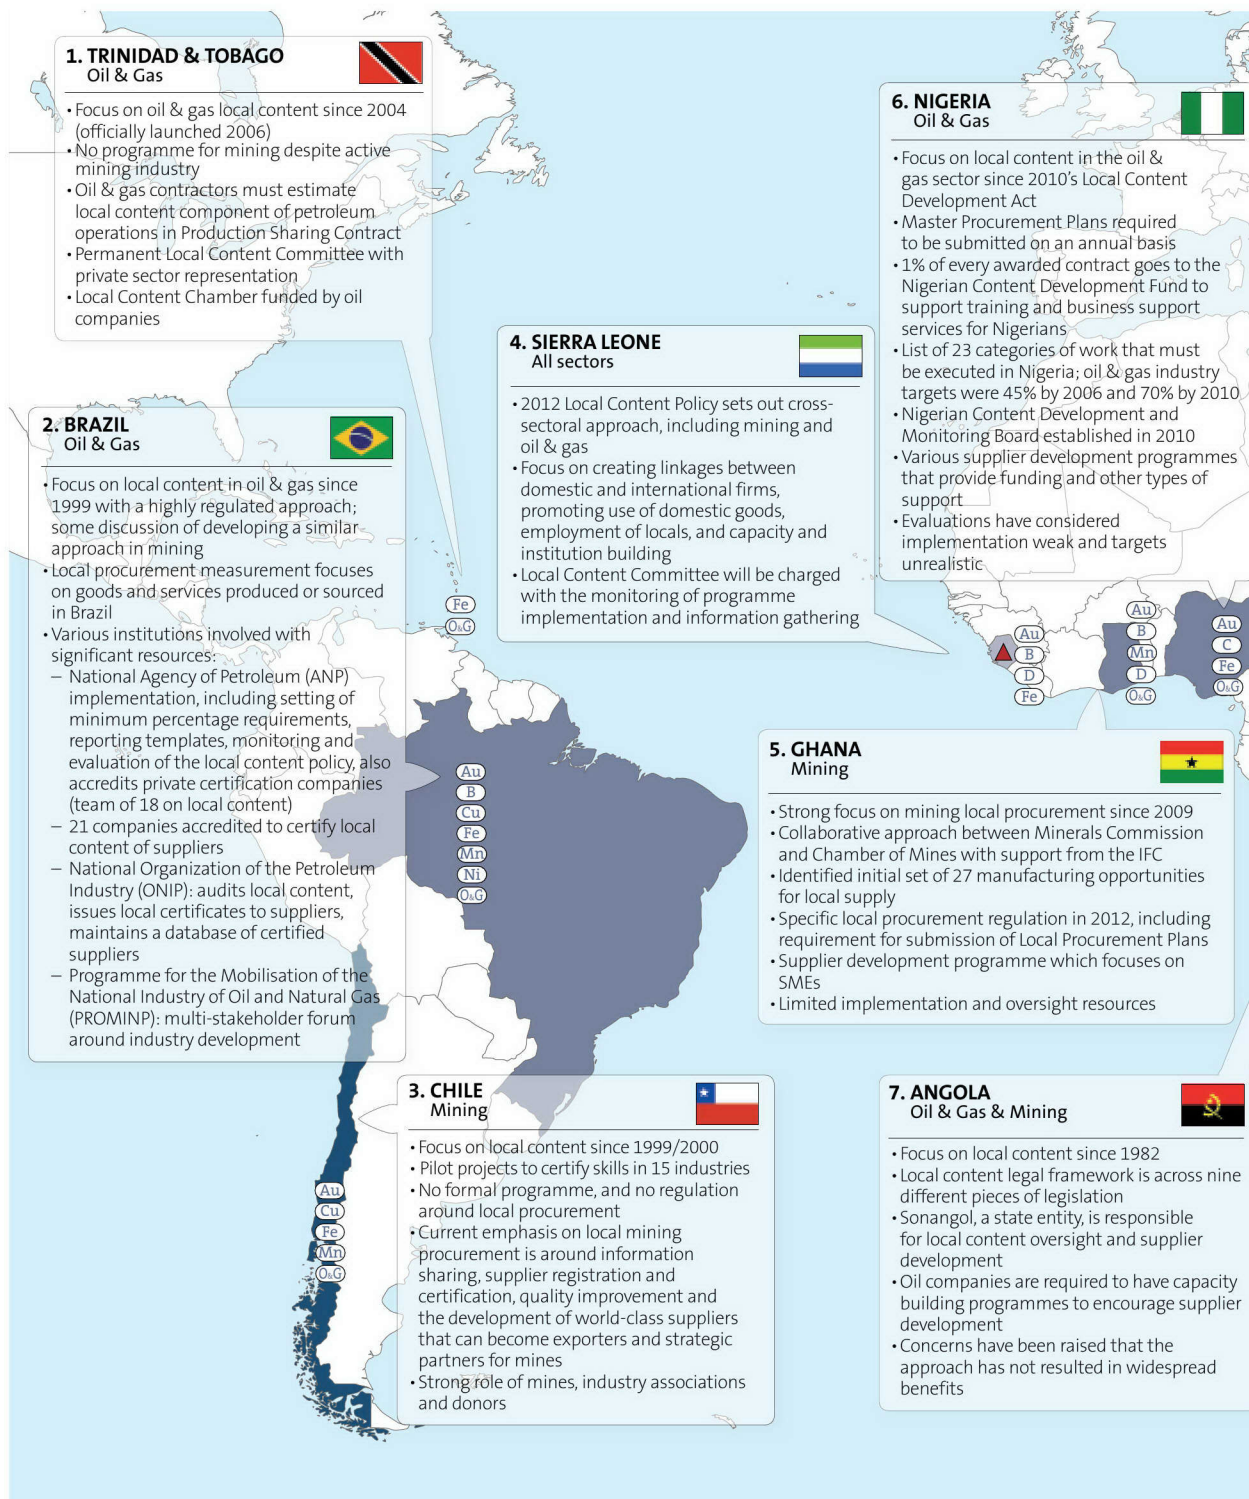 1. TRINIDAD & TOBAGO
Oil & Gas
• Focus on oil & gas local content since 2004
(officially launched 2006)
• No programme for mining despite active
mining industry
• Oil & gas contractors must estimate
local content component of petroleum
operations in Production Sharing Contract
• Permanent Local Content Committee with
private sector representation
• Local Content Chamber funded by oil
companies
2. BRAZIL
Oil & Gas
• Focus on local content in oil & gas since
1999 with a highly regulated approach;
some discussion of developing a similar
approach in mining
• Local procurement measurement focuses
on goods and services produced or sourced
in Brazil
• Various institutions involved with
significant resources:
– National Agency of Petroleum (ANP)
implementation, including setting of
minimum percentage requirements,
reporting templates, monitoring and
evaluation of the local content policy, also
accredits private certification companies
(team of 18 on local content)
– 21 companies accredited to certify local
content of suppliers
– National Organization of the Petroleum
Industry (ONIP): audits local content,
issues local certificates to suppliers,
maintains a database of certified
suppliers
– Programme for the Mobilisation of the
National Industry of Oil and Natural Gas
(PROMINP): multi-stakeholder forum
around industry development
Fe
O&G
Au
B
Cu
Fe
Mn
Ni
O&G
3. CHILE
Mining
• Focus on local content since 1999/2000
• Pilot projects to certify skills in 15 industries
• No formal programme, and no regulation
around local procurement
• Current emphasis on local mining
procurement is around information
sharing, supplier registration and
certification, quality improvement and
the development of world-class suppliers
that can become exporters and strategic
partners for mines
• Strong role of mines, industry associations
and donors
Au
Cu
Fe
Mn
O&G
4. SIERRA LEONE
All sectors
• 2012 Local Content Policy sets out cross-
sectoral approach, including mining and
oil & gas
• Focus on creating linkages between
domestic and international firms,
promoting use of domestic goods,
employment of locals, and capacity and
institution building
• Local Content Committee will be charged
with the monitoring of programme
implementation and information gathering
Au
B
D
Fe
5. GHANA
Mining
• Strong focus on mining local procurement since 2009
• Collaborative approach between Minerals Commission
and Chamber of Mines with support from the IFC
• Identified initial set of 27 manufacturing opportunities
for local supply
• Specific local procurement regulation in 2012, including
requirement for submission of Local Procurement Plans
• Supplier development programme which focuses on
SMEs
• Limited implementation and oversight resources
Au
B
Mn
D
O&G
6. NIGERIA
Oil & Gas
• Focus on local content in the oil &
gas sector since 2010's Local Content
Development Act
• Master Procurement Plans required
to be submitted on an annual basis
• 1% of every awarded contract goes to the
Nigerian Content Development Fund to
support training and business support
services for Nigerians
• List of 23 categories of work that must
be executed in Nigeria; oil & gas industry
targets were 45% by 2006 and 70% by 2010
• Nigerian Content Development and
Monitoring Board established in 2010
• Various supplier development programmes
that provide funding and other types of
support
• Evaluations have considered
implementation weak and targets
unrealistic
Au
C
Fe
O&G
7. ANGOLA
Oil & Gas & Mining
• Focus on local content since 1982
• Local content legal framework is across nine
different pieces of legislation
• Sonangol, a state entity, is responsible
for local content oversight and supplier
development
• Oil companies are required to have capacity
building programmes to encourage supplier
development
• Concerns have been raised that the
approach has not resulted in widespread
benefits